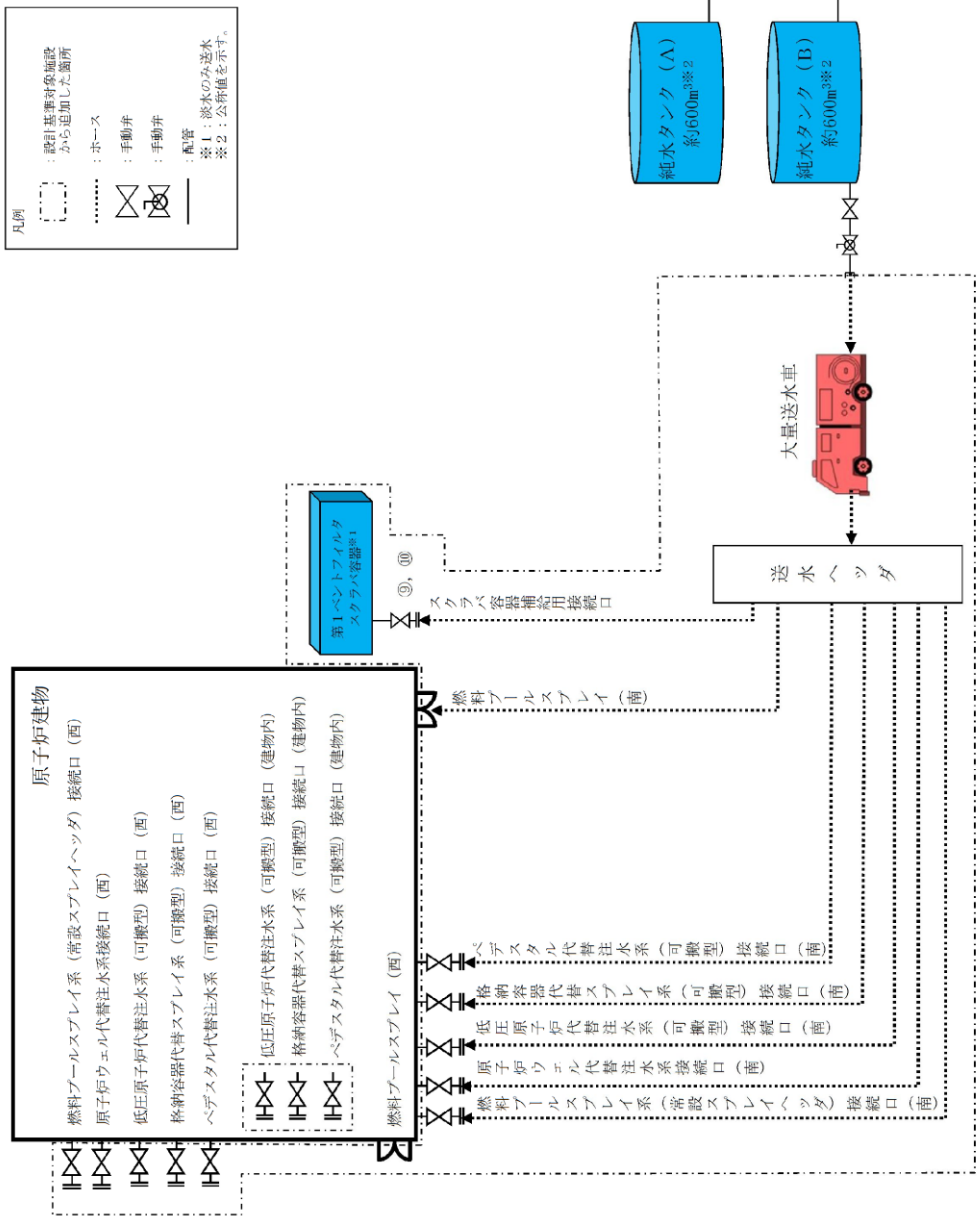 凡例
：設計基準対象施設
から追加した箇所
：ホース
：手動弁
：手動弁
：配管
※１：淡水のみ送水
※２：公称値を示す。
原子炉建物
燃料プールスプレイ系（常設スプレイヘッダ）接続口（西）
原子炉ウェル代替注水系接続口（西）
低圧原子炉代替注水系（可搬型）接続口（西）
格納容器代替スプレイ系（可搬型）接続口（西）
ペデスタル代替注水系（可搬型）接続口（西）
低圧原子炉代替注水系（可搬型）接続口（建物内）
格納容器代替スプレイ系（可搬型）接続口（建物内）
ペデスタル代替注水系（可搬型）接続口（建物内）
燃料プールスプレイ（西）
第１ベントフィルタ
スクラバ容器※1
⑨，⑩
スクラバ容器補給用接続口
燃料プールスプレイ（南）
ペデスタル代替注水系（可搬型）接続口（南）
格納容器代替スプレイ系（可搬型）接続口（南）
低圧原子炉代替注水系（可搬型）接続口（南）
原子炉ウェル代替注水系接続口（南）
燃料プールスプレイ系（常設スプレイヘッダ）接続口（南）
送水ヘッダ
大量送水車
純水タンク（A）
約600m³※2
純水タンク（B）
約600m³※2